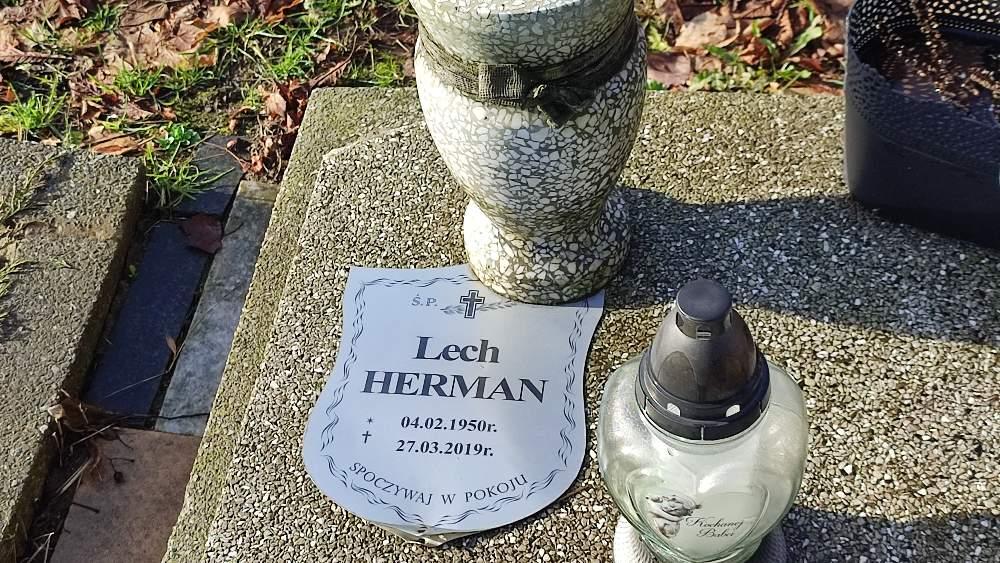 Ś.P.
Lech
HERMAN
* 04.02.1950r.
✝ 27.03.2019r.
SPOCZYWAJ W POKOJU
Kochanej
Babci